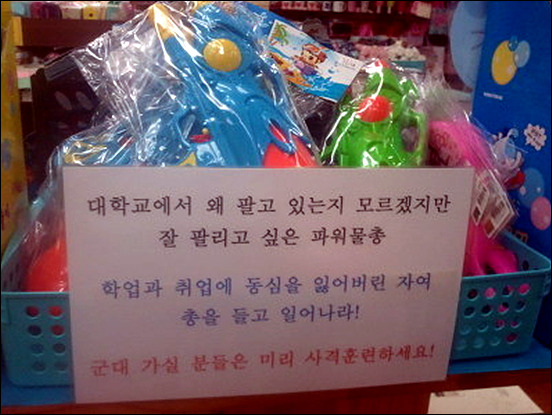 대학교에서 왜 팔고 있는지 모르겠지만
잘 팔리고 싶은 파워물총
학업과 취업에 동심을 잃어버린 자여
총을 들고 일어나라!
군대 가실 분들은 미리 사격훈련하세요!